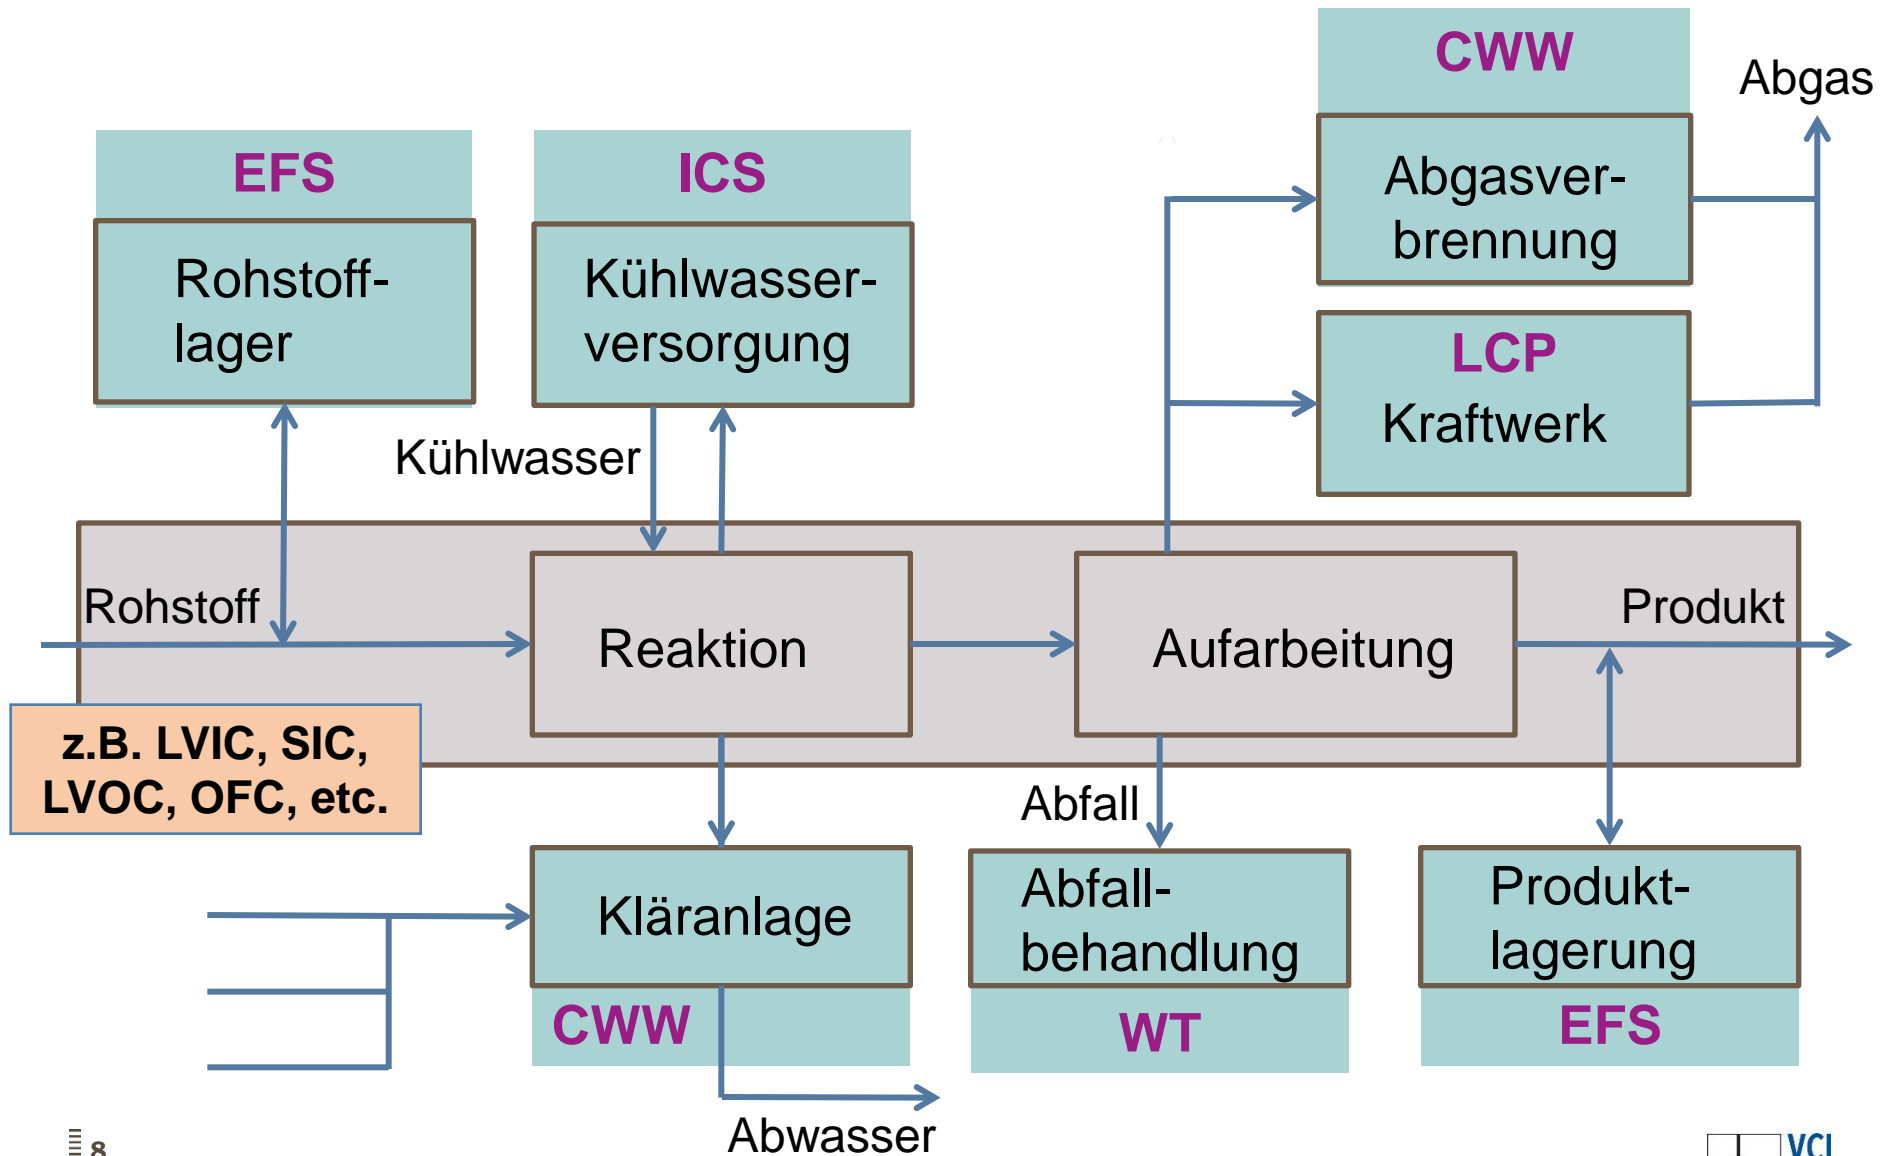 CWW
Abgas
EFS
ICS
Abgasver-
brennung
Rohstoff-
lager
Kühlwasser-
versorgung
LCP
Kraftwerk
Kühlwasser
Rohstoff
Produkt
Reaktion
Aufarbeitung
z.B. LVIC, SIC,
LVOC, OFC, etc.
Abfall
Kläranlage
Abfall-
behandlung
Produkt-
lagerung
CWW
WT
EFS
Abwasser
8
VCI